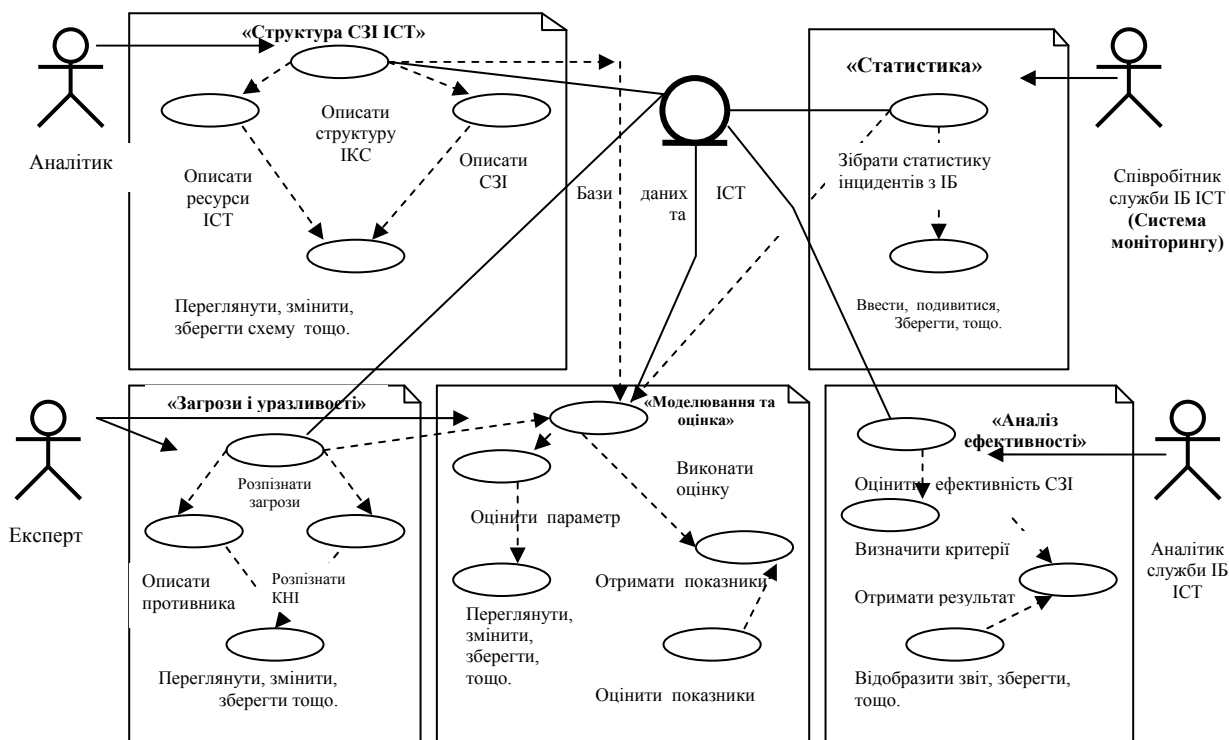 «Структура СЗІ ІСТ»
Аналітик
Описати
структуру
ІКС
Описати
ресурси
ІСТ
Описати
СЗІ
Переглянути, змінити,
зберегти схему тощо.
Бази даних ІСТ
та
«Статистика»
Зібрати статистику
інцидентів з ІБ
Ввести, подивитися,
Зберегти, тощо.
Співробітник
служби ІБ ІСТ
(Система
моніторингу)
«Загрози і уразливості»
Експерт
Розпізнати
загрози
Описати
противника
Розпізнати
КНІ
Переглянути, змінити,
зберегти тощо.
«Моделювання та
оцінка»
Виконати
оцінку
Оцінити параметр
Отримати показники
Переглянути,
змінити,
зберегти,
тощо.
Оцінити показники
«Аналіз
ефективності»
Оцінити ефективність СЗІ
Визначити критерії
Отримати результат
Відобразити звіт, зберегти,
тощо.
Аналітик
служби ІБ
ІСТ